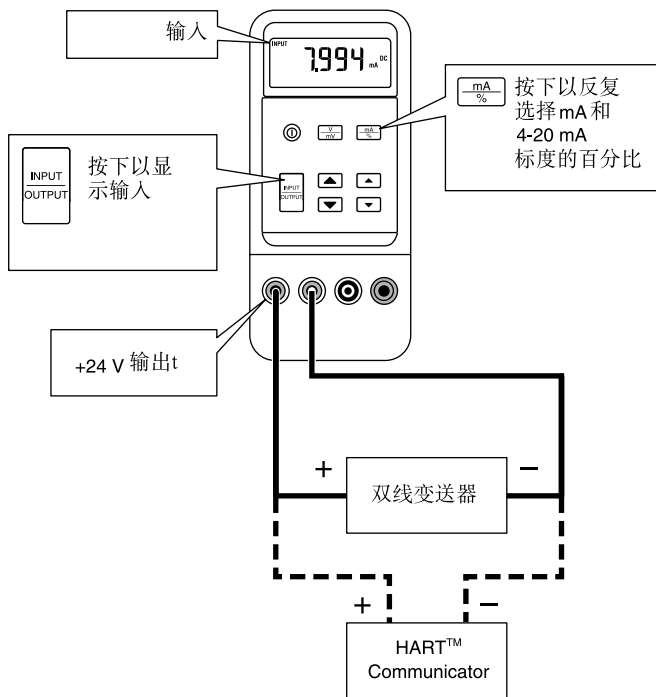 输入
INPUT
7.994 mA DC
mA
%
按下以反复
选择 mA 和
4-20 mA
标度的百分比
V
mV
mA
%
INPUT
OUTPUT
按下以显
示输入
INPUT
OUTPUT
+24 V 输出t
+
双线变送器
−
+
−
HART™
Communicator